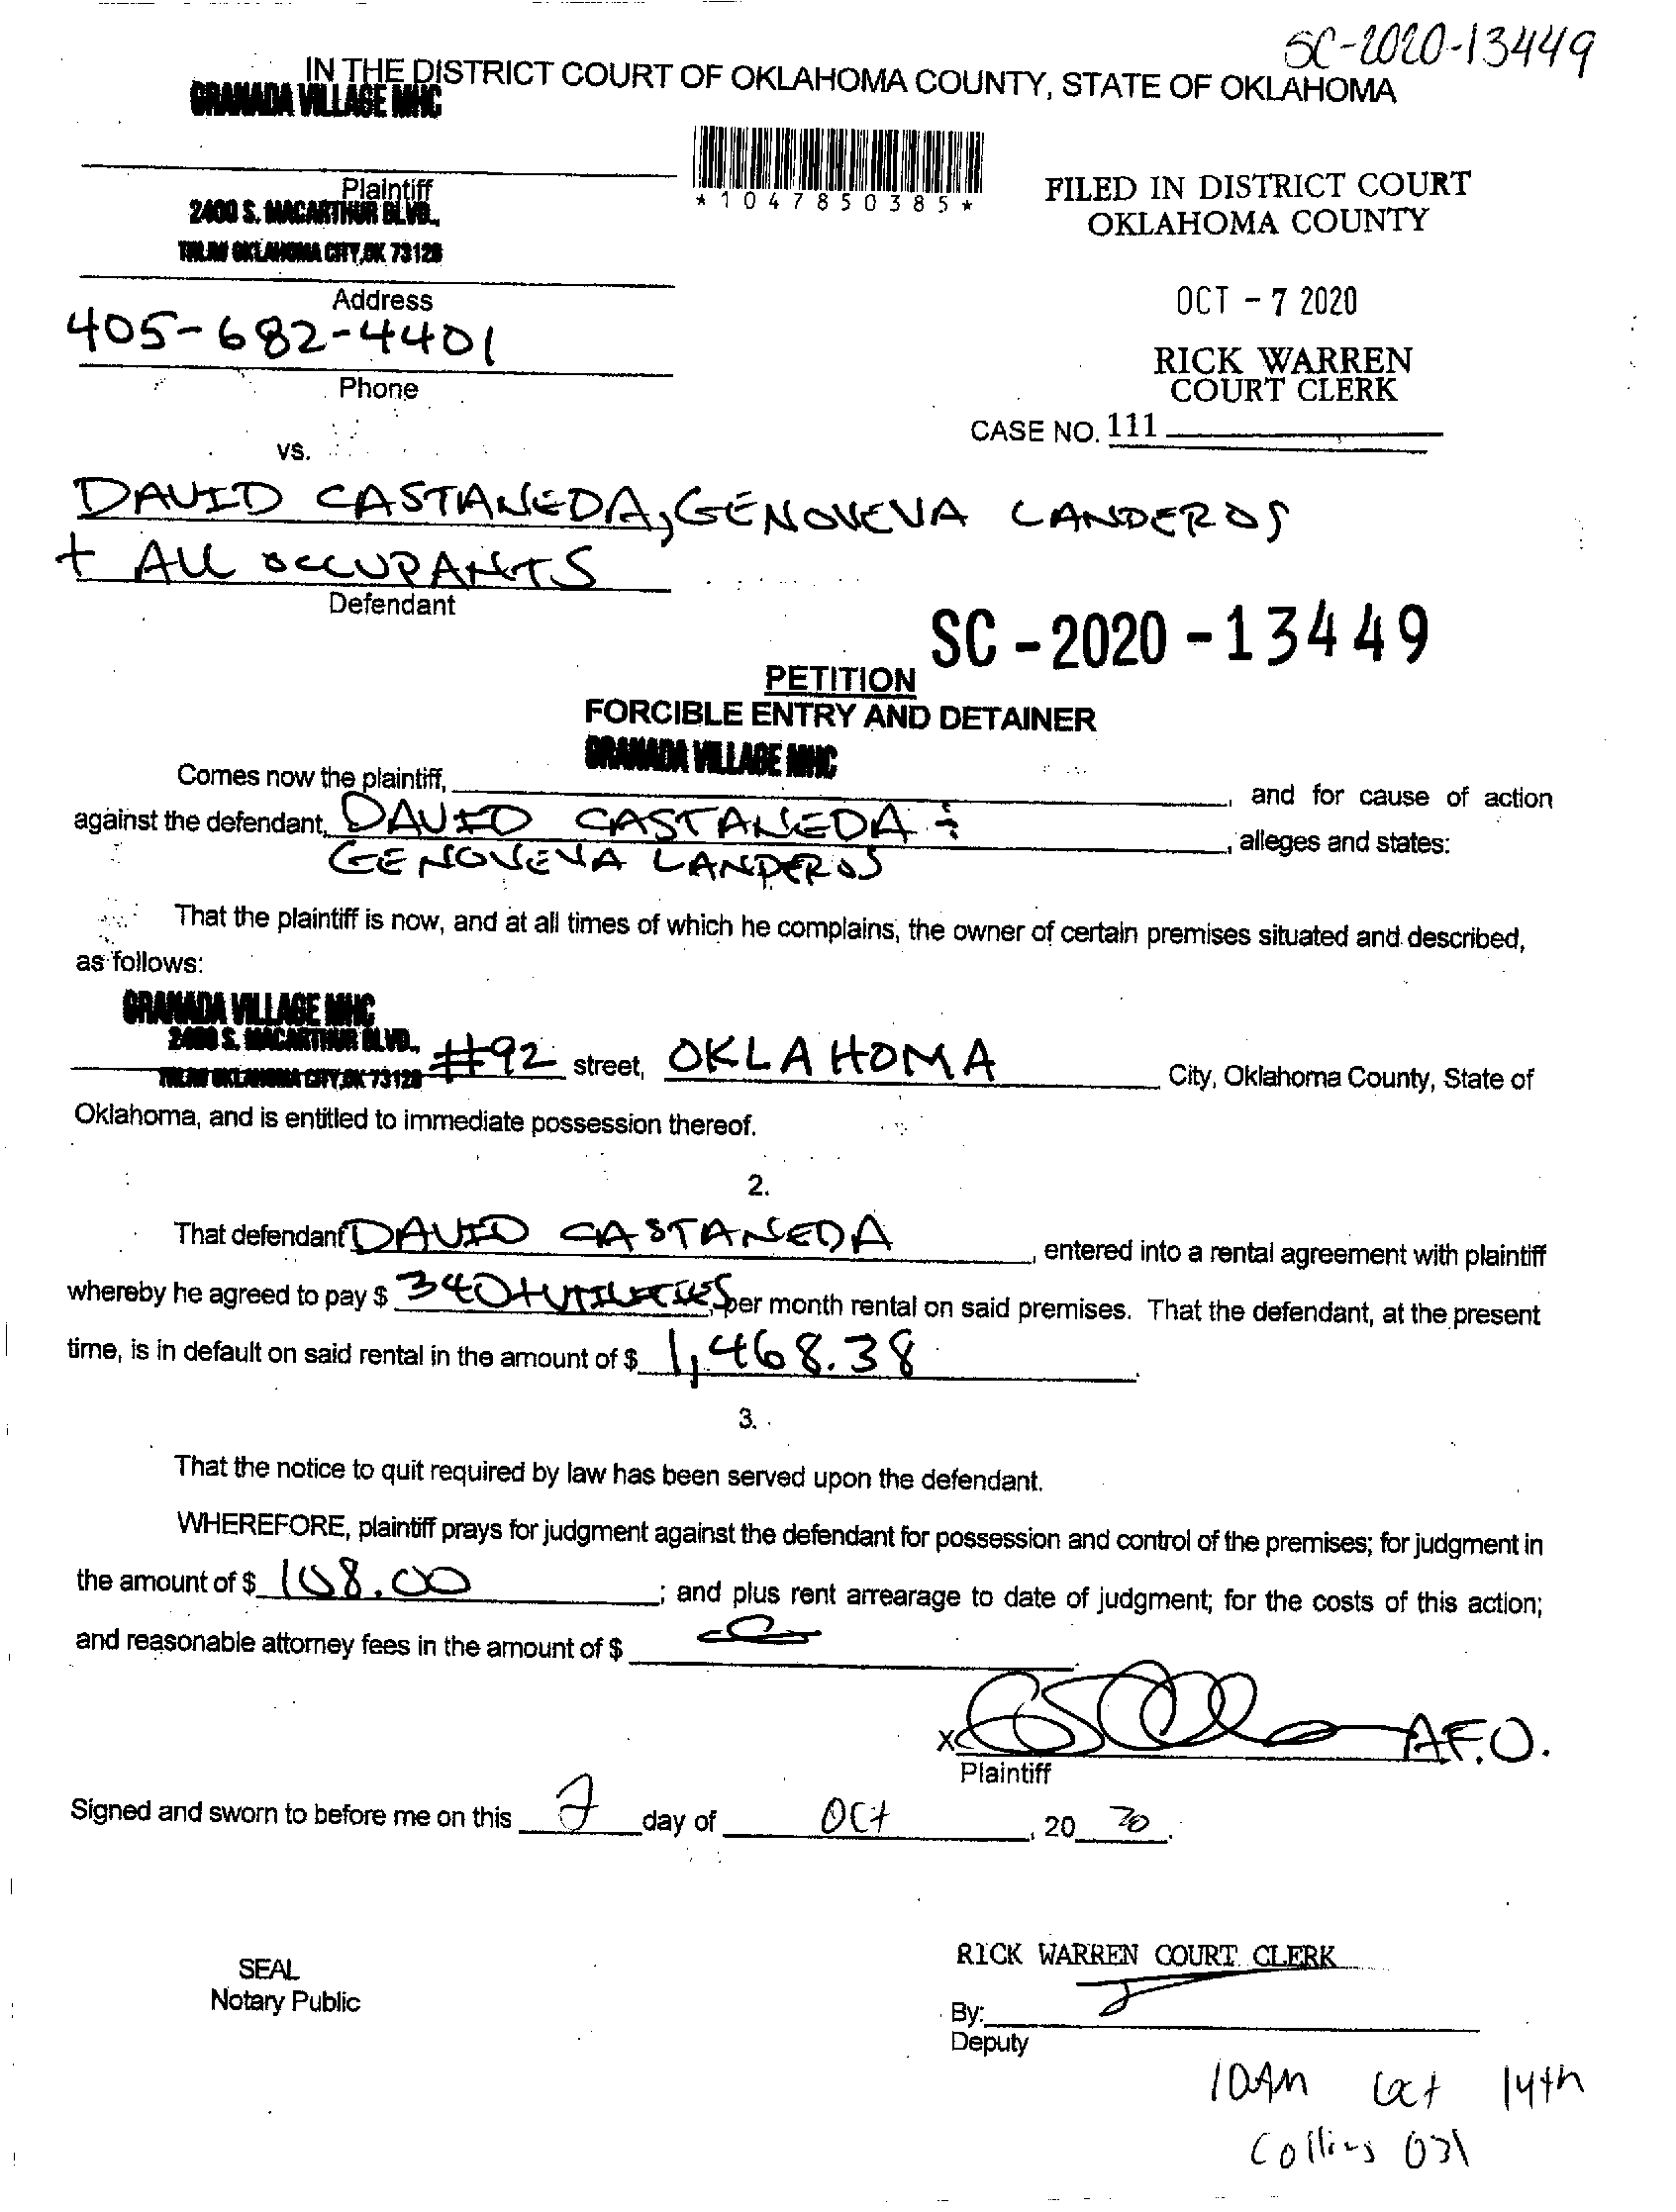 SC-2020-13449
IN THE DISTRICT COURT OF OKLAHOMA COUNTY, STATE OF OKLAHOMA
GRANADA VILLAGE MHC
*1047850385*
Plaintiff
2400 S. MACARTHUR BLVD.,
OKLAHOMA CITY, OK 73128
Address
405-682-4401
Phone
FILED IN DISTRICT COURT
OKLAHOMA COUNTY
OCT - 7 2020
RICK WARREN
COURT CLERK
CASE NO. 111
vs.
DAVID CASTANEDA, GENOVEVA LANDEROS
+ ALL OCCUPANTS
Defendant
SC - 2020 - 13449
PETITION
FORCIBLE ENTRY AND DETAINER
GRANADA VILLAGE MHC
Comes now the plaintiff, , and for cause of action
against the defendant, DAVID CASTANEDA &
GENOVEVA LANDEROS , alleges and states:
That the plaintiff is now, and at all times of which he complains, the owner of certain premises situated and described,
as follows:
GRANADA VILLAGE MHC
2400 S. MACARTHUR BLVD.,
OKLAHOMA CITY, OK 73128 #92 street, OKLAHOMA City, Oklahoma County, State of
Oklahoma, and is entitled to immediate possession thereof.
2.
That defendant DAVID CASTANEDA , entered into a rental agreement with plaintiff
whereby he agreed to pay $ 340+UTILITIES, per month rental on said premises. That the defendant, at the present
time, is in default on said rental in the amount of $ 1,468.38.
3.
That the notice to quit required by law has been served upon the defendant.
WHEREFORE, plaintiff prays for judgment against the defendant for possession and control of the premises; for judgment in
the amount of $ 108.00 ; and plus rent arrearage to date of judgment; for the costs of this action;
and reasonable attorney fees in the amount of $
X A.F.O.
Plaintiff
Signed and sworn to before me on this 7 day of Oct , 20 20.
SEAL
Notary Public
RICK WARREN COURT CLERK
By:
Deputy
10AM Oct 14th
Collins 031